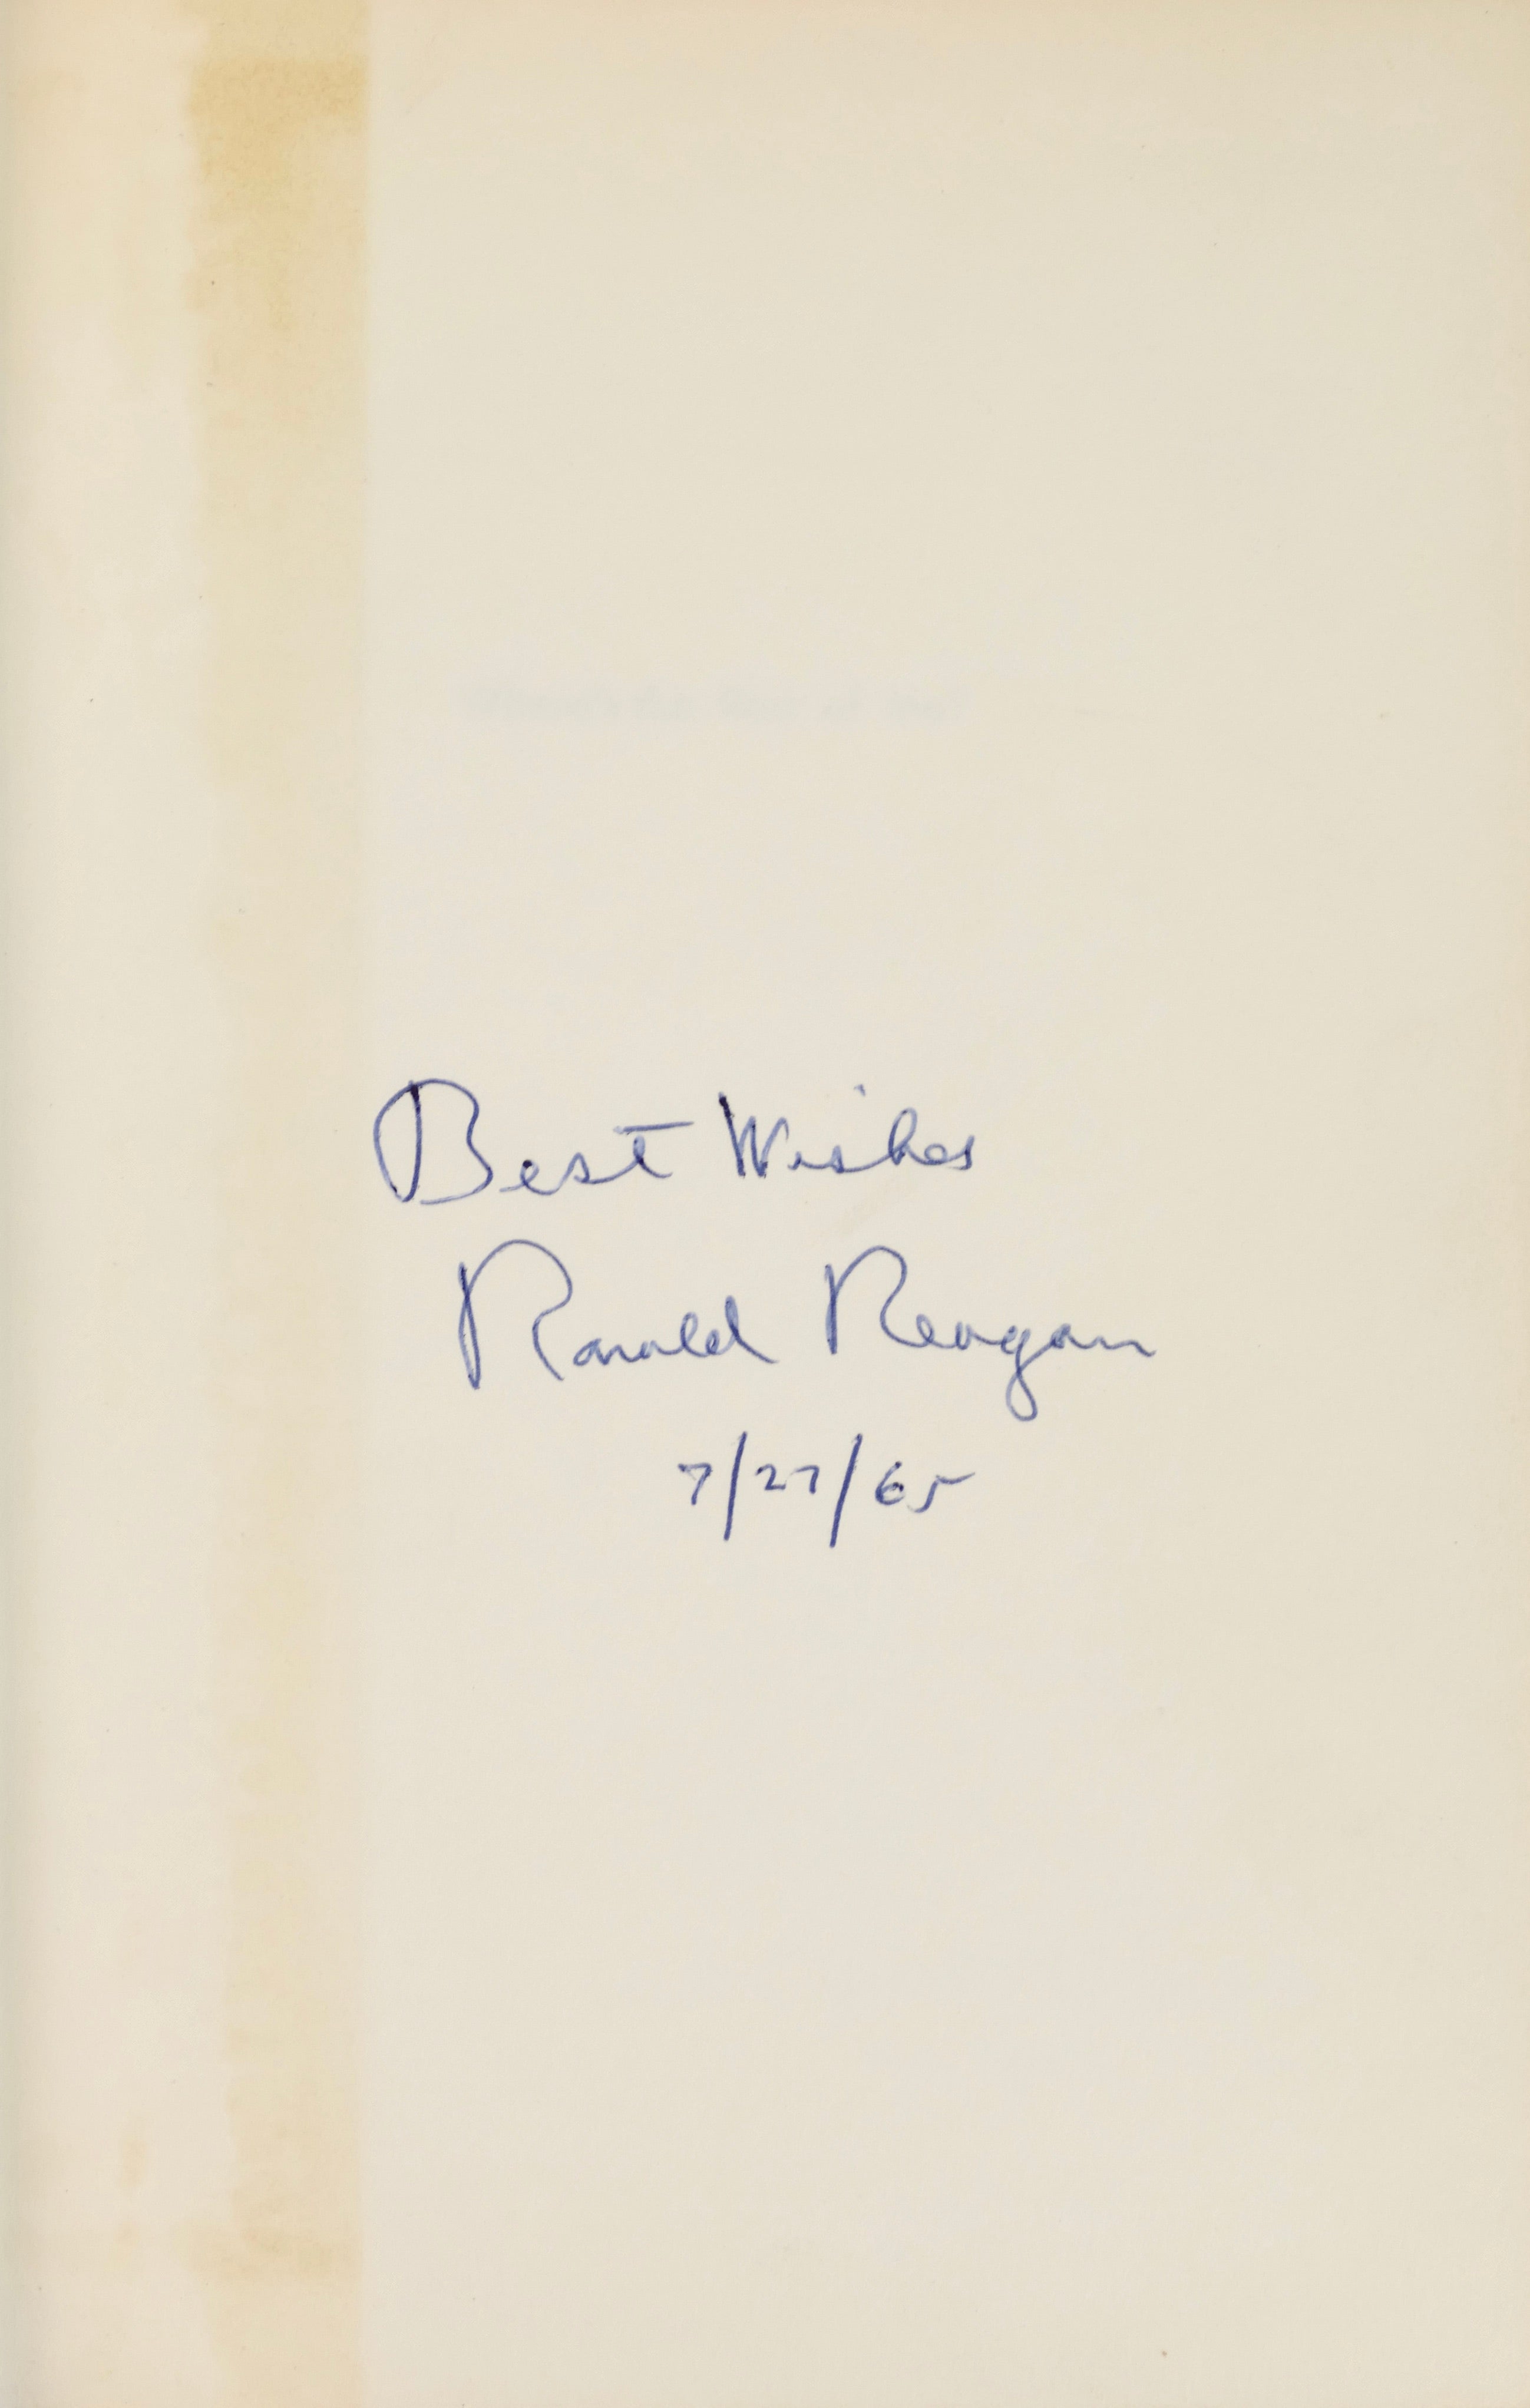 Best Wishes
Ronald Reagan
7/27/65